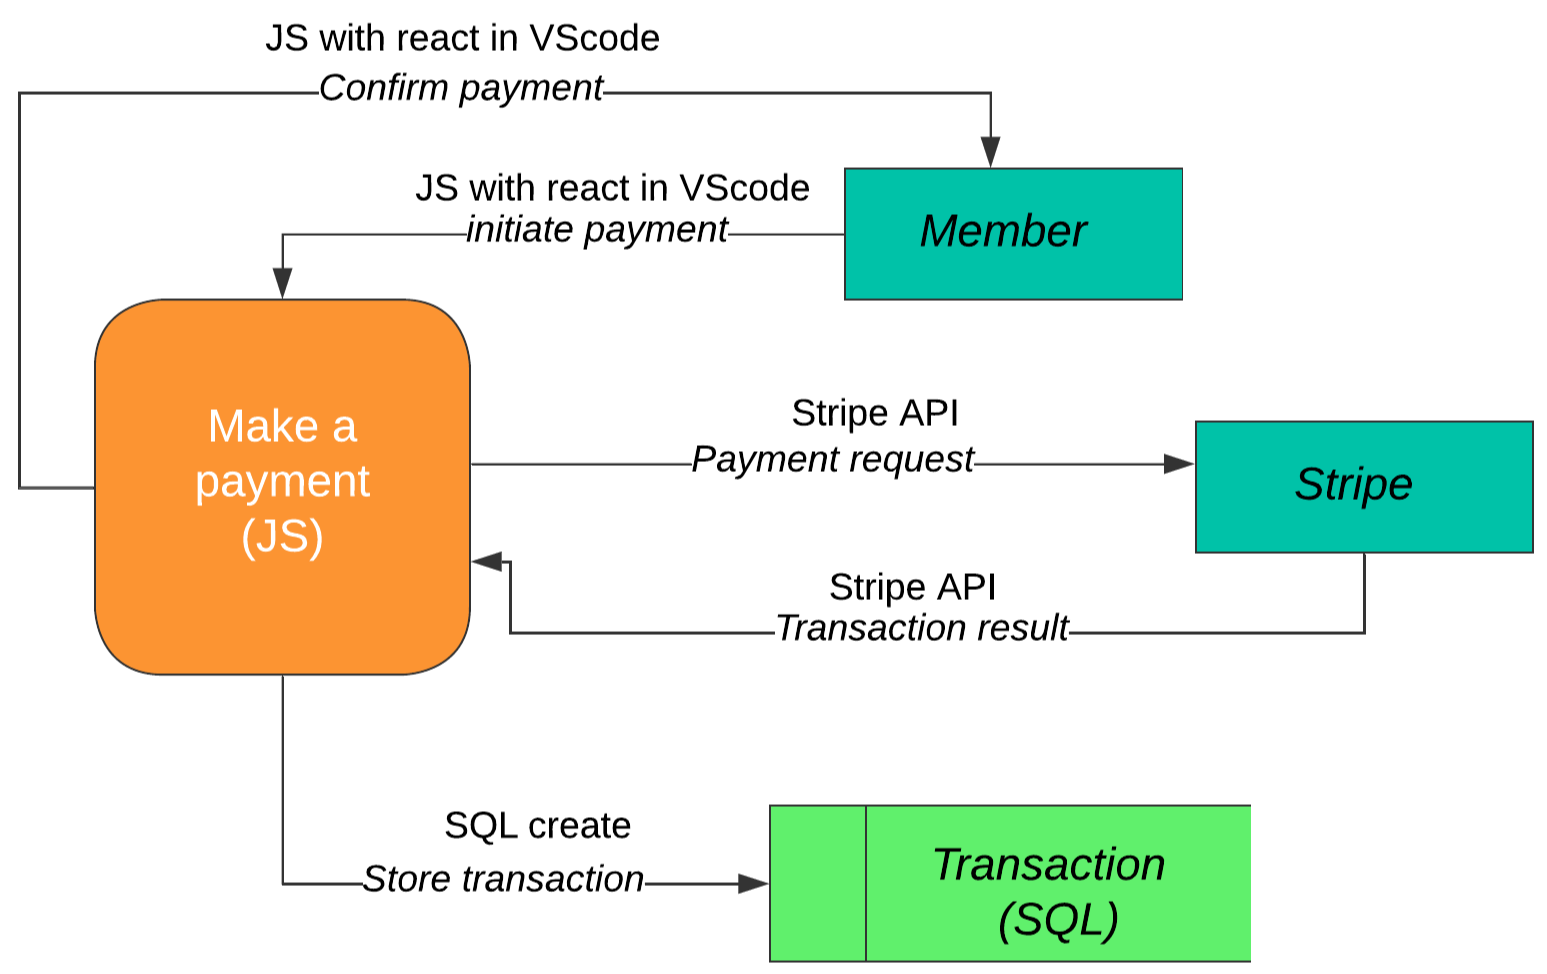 JS with react in VScode
Confirm payment
JS with react in VScode
initiate payment
Member
Make a
payment
(JS)
Stripe API
Payment request
Stripe
Stripe API
Transaction result
SQL create
Store transaction
Transaction
(SQL)